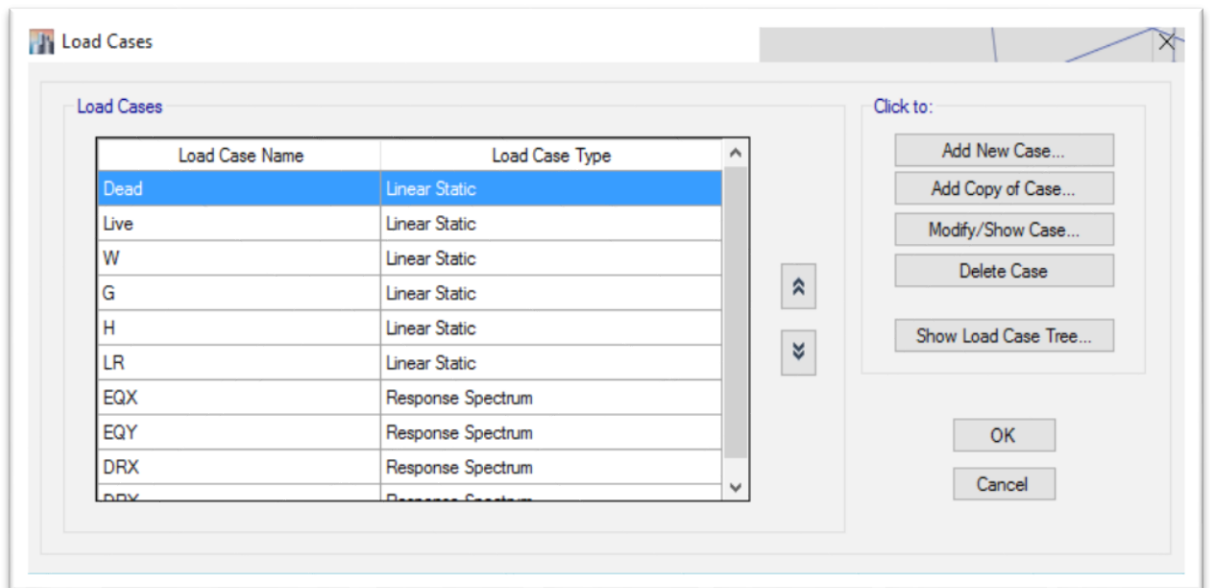 Load Cases
Load Cases
Click to:
Load Case Name Load Case Type
Dead Linear Static
Live Linear Static
W Linear Static
G Linear Static
H Linear Static
LR Linear Static
EQX Response Spectrum
EQY Response Spectrum
DRX Response Spectrum
Add New Case...
Add Copy of Case...
Modify/Show Case...
Delete Case
Show Load Case Tree...
OK
Cancel